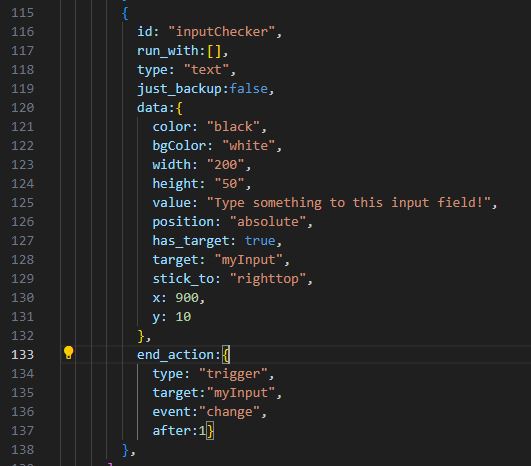 115 {
116 id: "inputChecker",
117 run_with:[],
118 type: "text",
119 just_backup:false,
120 data:{
121 color: "black",
122 bgColor: "white",
123 width: "200",
124 height: "50",
125 value: "Type something to this input field!",
126 position: "absolute",
127 has_target: true,
128 target: "myInput",
129 stick_to: "righttop",
130 x: 900,
131 y: 10
132 },
133 end_action:{
134 type: "trigger",
135 target:"myInput",
136 event:"change",
137 after:1}
138 },